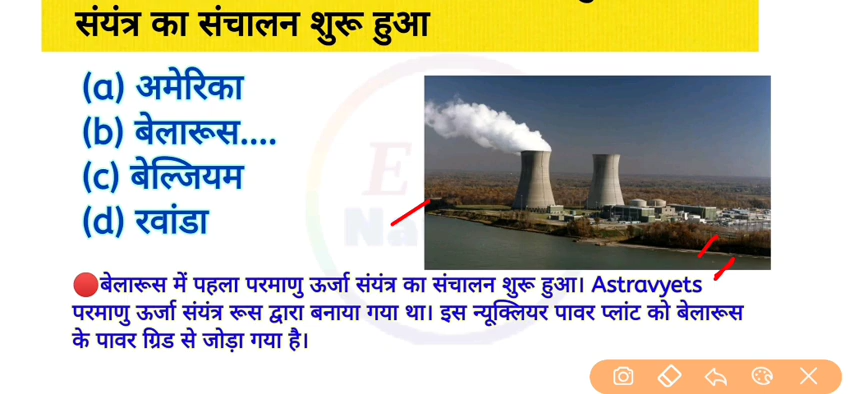 संयंत्र का संचालन शुरू हुआ
(a) अमेरिका
(b) बेलारूस....
(c) बेल्जियम
(d) रवांडा
🔴बेलारूस में पहला परमाणु ऊर्जा संयंत्र का संचालन शुरू हुआ। Astravyets
परमाणु ऊर्जा संयंत्र रूस द्वारा बनाया गया था। इस न्यूक्लियर पावर प्लांट को बेलारूस
के पावर ग्रिड से जोड़ा गया है।